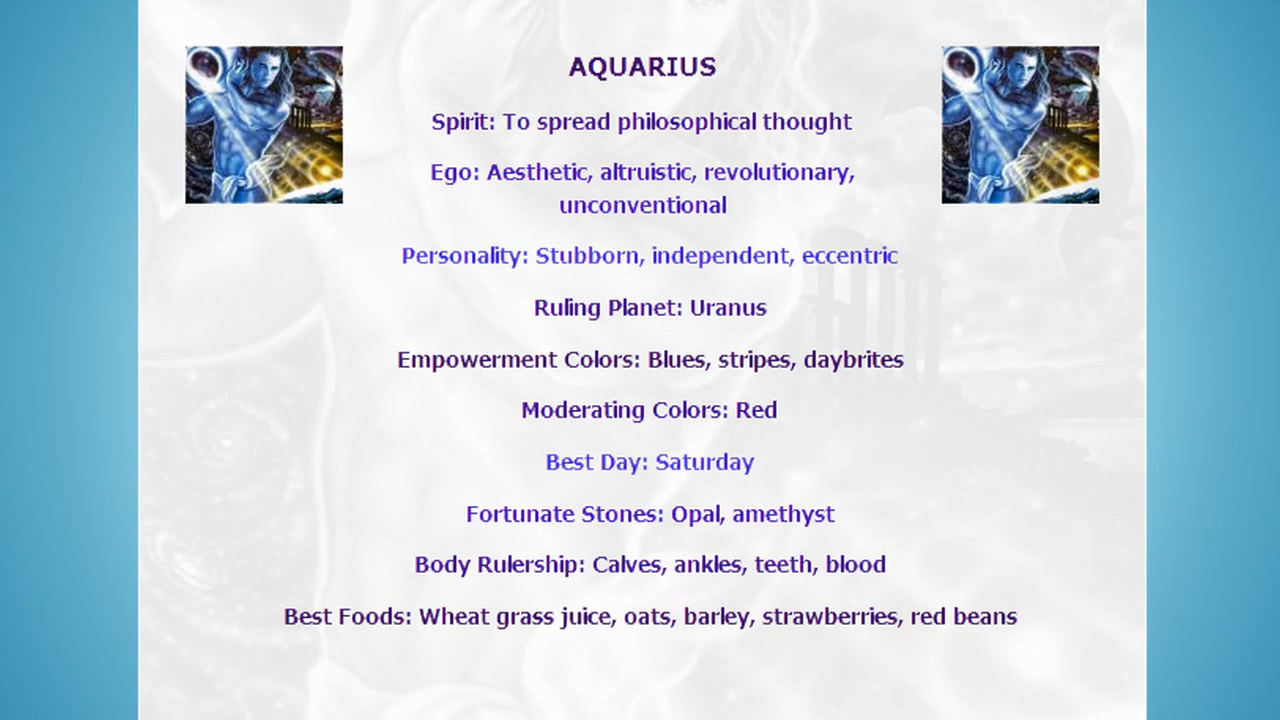 AQUARIUS
Spirit: To spread philosophical thought
Ego: Aesthetic, altruistic, revolutionary,
unconventional
Personality: Stubborn, independent, eccentric
Ruling Planet: Uranus
Empowerment Colors: Blues, stripes, daybrites
Moderating Colors: Red
Best Day: Saturday
Fortunate Stones: Opal, amethyst
Body Rulership: Calves, ankles, teeth, blood
Best Foods: Wheat grass juice, oats, barley, strawberries, red beans